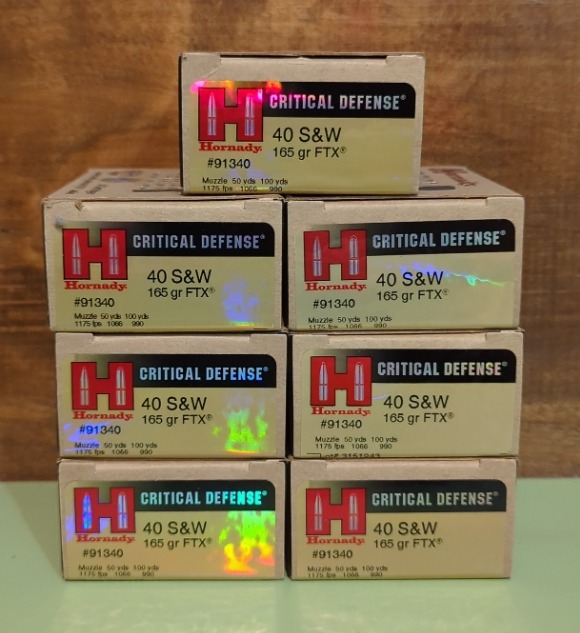 CRITICAL DEFENSE®
Hornady
40 S&W
165 gr FTX®
#91340
Muzzle 50 yds 100 yds
1175 fps 1066 990
CRITICAL DEFENSE®
Hornady
40 S&W
165 gr FTX®
#91340
Muzzle 50 yds 100 yds
1175 fps 1066 990
CRITICAL DEFENSE®
Hornady
40 S&W
165 gr FTX®
#91340
Muzzle 50 yds 100 yds
1175 fps 1066 990
CRITICAL DEFENSE®
Hornady
40 S&W
165 gr FTX®
#91340
Muzzle 50 yds 100 yds
1175 fps 1066 990
CRITICAL DEFENSE®
Hornady
40 S&W
165 gr FTX®
#91340
Muzzle 50 yds 100 yds
CRITICAL DEFENSE®
Hornady
40 S&W
165 gr FTX®
#91340
Muzzle 50 yds 100 yds
1175 fps 1066 990
CRITICAL DEFENSE®
Hornady
40 S&W
165 gr FTX®
#91340
Muzzle 50 yds 100 yds
1175 fps 1066 990